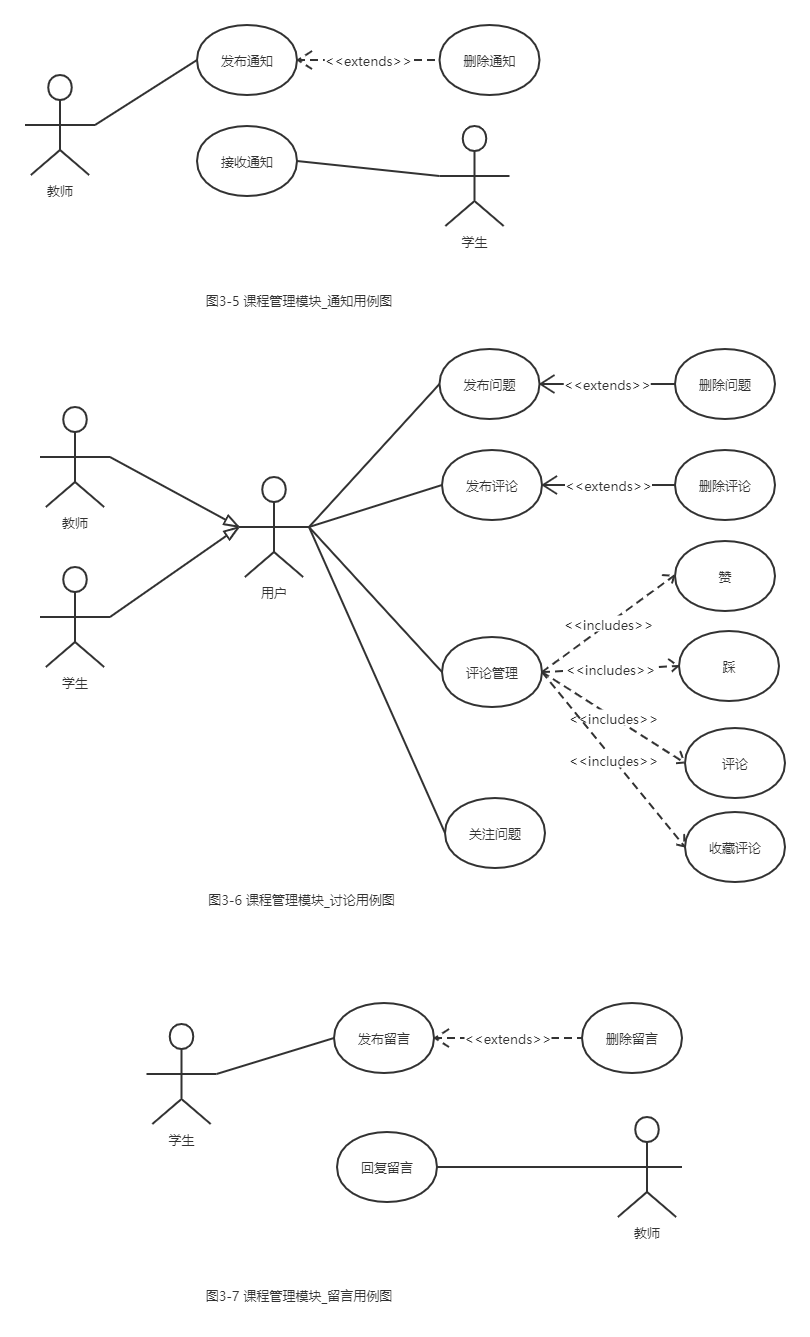 发布通知
<<extends>>
删除通知
教师
接收通知
学生
图3-5 课程管理模块_通知用例图
发布问题
<<extends>>
删除问题
教师
发布评论
<<extends>>
删除评论
用户
赞
<<includes>>
学生
评论管理
<<includes>>
踩
<<includes>>
<<includes>>
评论
关注问题
收藏评论
图3-6 课程管理模块_讨论用例图
发布留言
<<extends>>
删除留言
学生
回复留言
教师
图3-7 课程管理模块_留言用例图